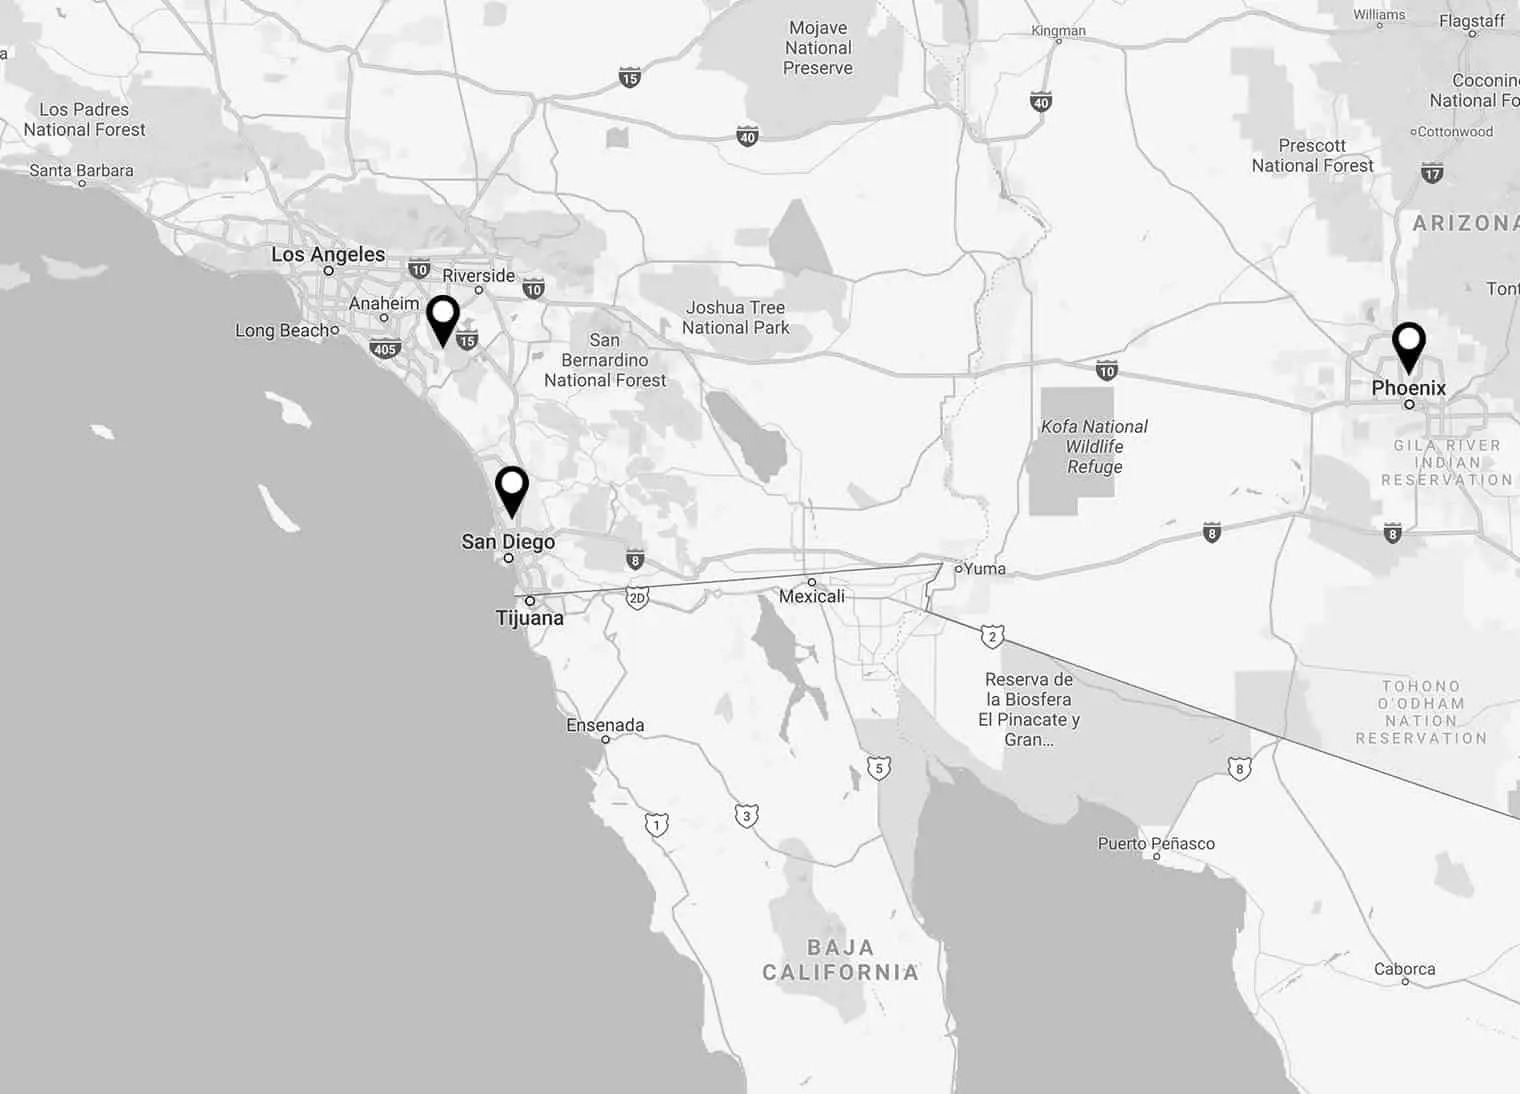 Williams
Flagstaff
Kingman
Mojave
National
Preserve
15
40
40
a
Los Padres
National Forest
Coconin
National Fo
Cottonwood
Prescott
National Forest
17
Santa Barbara
ARIZONA
Los Angeles
10
Riverside
10
Tont
Anaheim
Long Beach
405
15
Joshua Tree
National Park
San
Bernardino
National Forest
10
Phoenix
Kofa National
Wildlife
Refuge
GILA RIVER
INDIAN
RESERVATION
San Diego
8
8
8
Yuma
Mexicali
2D
Tijuana
2
Reserva de
la Biosfera
El Pinacate y
Gran...
TOHONO
O'ODHAM
NATION
RESERVATION
Ensenada
5
8
1
3
Puerto Peñasco
BAJA
CALIFORNIA
Caborca